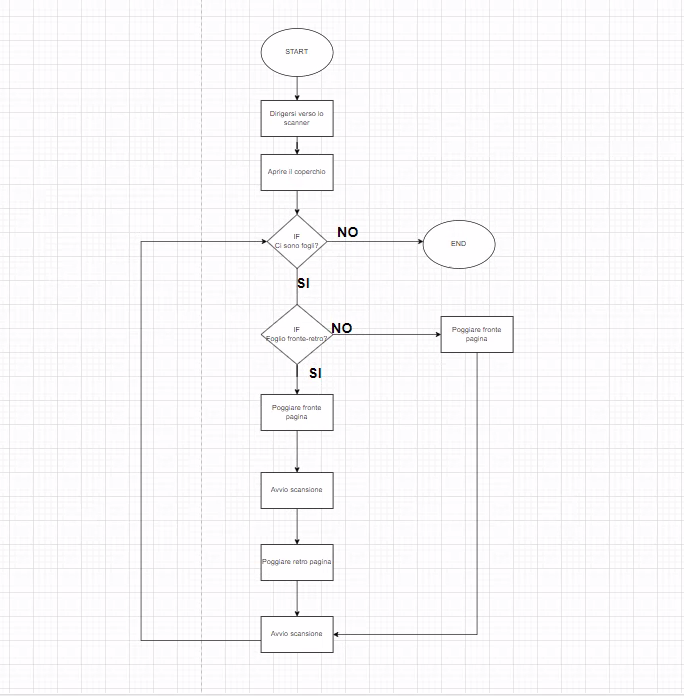 START
Dirigersi verso lo
scanner
Aprire il coperchio
IF
Ci sono fogli?
NO
END
SI
IF
Foglio fronte-retro?
NO
Poggiare fronte
pagina
SI
Poggiare fronte
pagina
Avvio scansione
Poggiare retro pagina
Avvio scansione